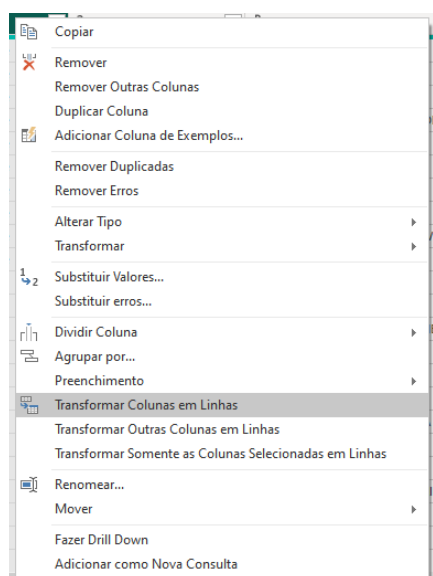 Copiar
Remover
Remover Outras Colunas
Duplicar Coluna
Adicionar Coluna de Exemplos...
Remover Duplicadas
Remover Erros
Alterar Tipo
Transformar
Substituir Valores...
Substituir erros...
Dividir Coluna
Agrupar por...
Preenchimento
Transformar Colunas em Linhas
Transformar Outras Colunas em Linhas
Transformar Somente as Colunas Selecionadas em Linhas
Renomear...
Mover
Fazer Drill Down
Adicionar como Nova Consulta